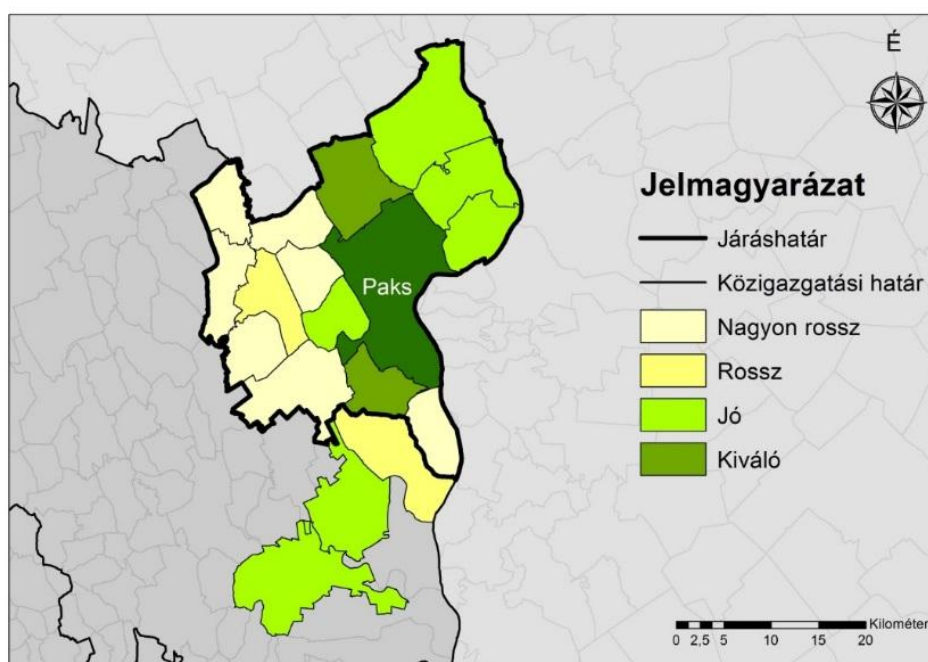 É
Jelmagyarázat
Járáshatár
Közigazgatási határ
Nagyon rossz
Rossz
Jó
Kiváló
Paks
Kilométer
0 2,5 5 10 15 20